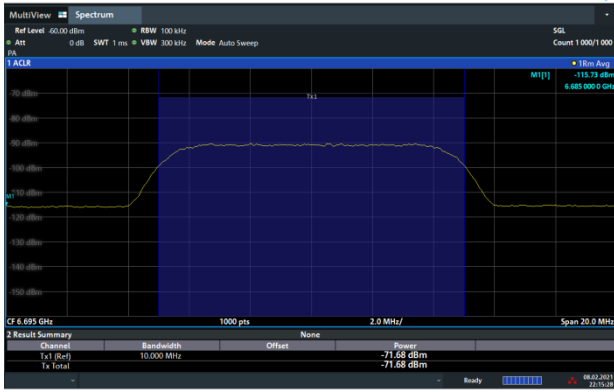 MultiView Spectrum
Ref Level -60.00 dBm RBW 100 kHz SGL
Att 0 dB SWT 1 ms VBW 300 kHz Mode Auto Sweep Count 1000/1000
PA
1 ACLR 1Rm Avg
M1[1] -115.73 dBm
6.685 000 0 GHz
-70 dBm
Tx1
-80 dBm
-90 dBm
-100 dBm
M1 -110 dBm
-120 dBm
-130 dBm
-140 dBm
-150 dBm
CF 6.695 GHz 1000 pts 2.0 MHz/ Span 20.0 MHz
2 Result Summary None
Channel Bandwidth Offset Power
Tx1 (Ref) 10.000 MHz -71.68 dBm
Tx Total -71.68 dBm
Ready 08.02.2021
22:15:28